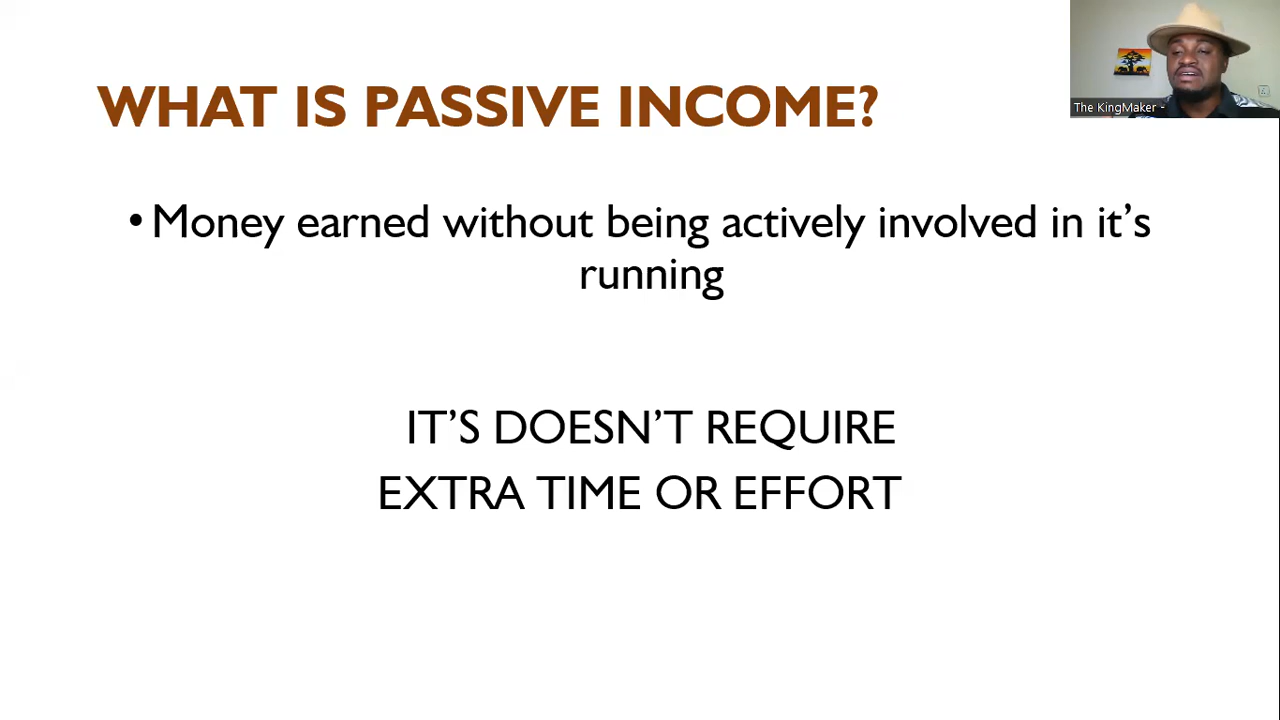 WHAT IS PASSIVE INCOME?
The KingMaker -
• Money earned without being actively involved in it’s
running
IT’S DOESN’T REQUIRE
EXTRA TIME OR EFFORT